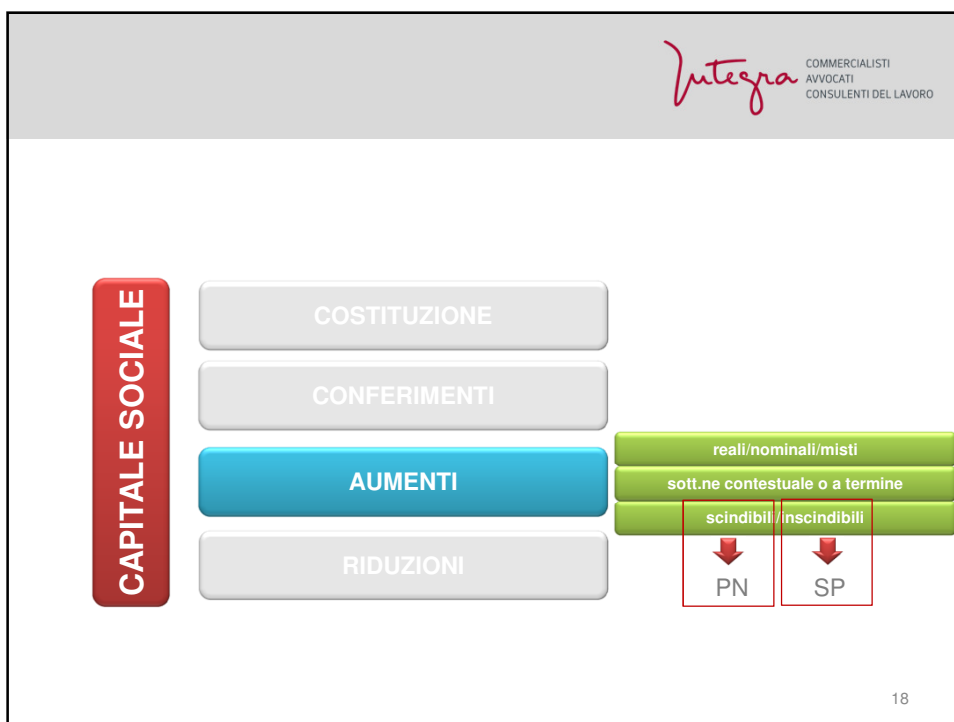 Integra
COMMERCIALISTI
AVVOCATI
CONSULENTI DEL LAVORO
CAPITALE SOCIALE
COSTITUZIONE
CONFERIMENTI
AUMENTI
RIDUZIONI
reali/nominali/misti
sott.ne contestuale o a termine
scindibili/inscindibili
PN SP
18